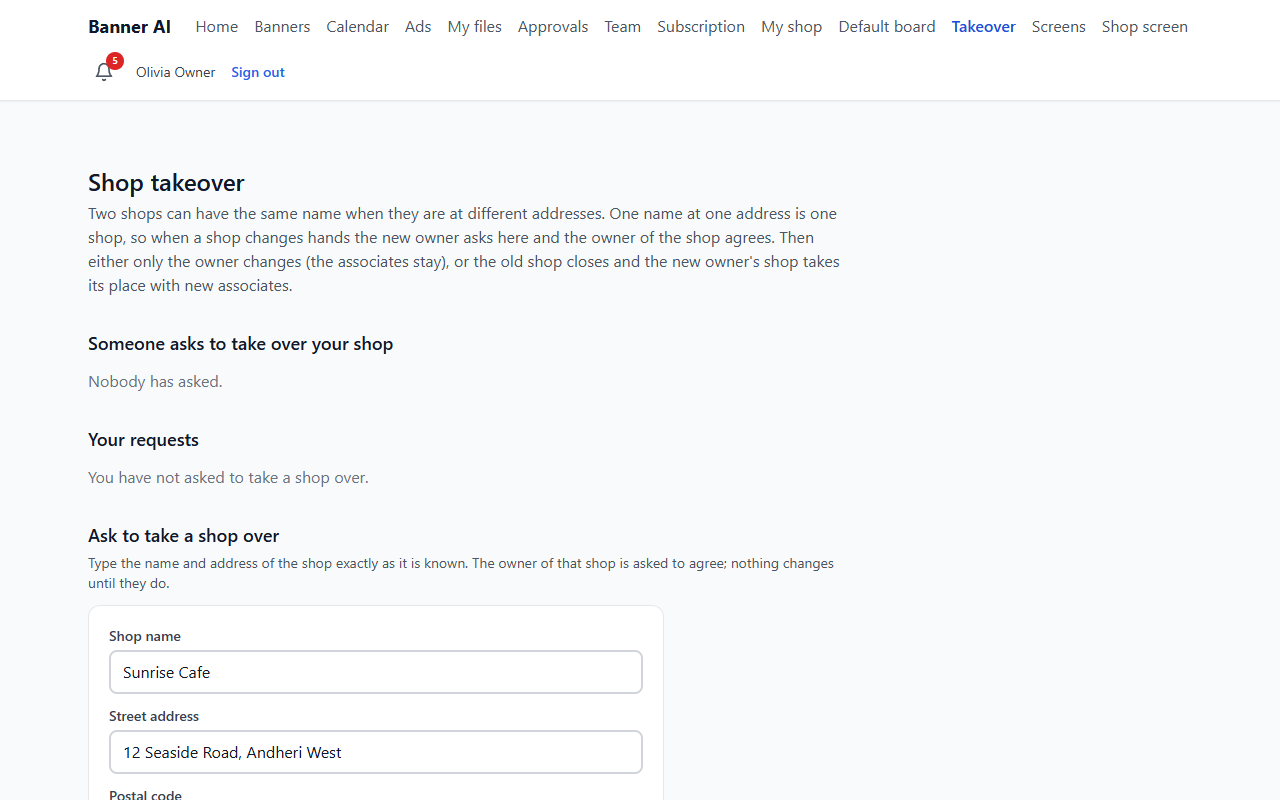 Banner AI Home Banners Calendar Ads My files Approvals Team Subscription My shop Default board Takeover Screens Shop screen
5 Olivia Owner Sign out
Shop takeover
Two shops can have the same name when they are at different addresses. One name at one address is one
shop, so when a shop changes hands the new owner asks here and the owner of the shop agrees. Then
either only the owner changes (the associates stay), or the old shop closes and the new owner's shop takes
its place with new associates.
Someone asks to take over your shop
Nobody has asked.
Your requests
You have not asked to take a shop over.
Ask to take a shop over
Type the name and address of the shop exactly as it is known. The owner of that shop is asked to agree; nothing changes
until they do.
Shop name
Sunrise Cafe
Street address
12 Seaside Road, Andheri West
Postal code